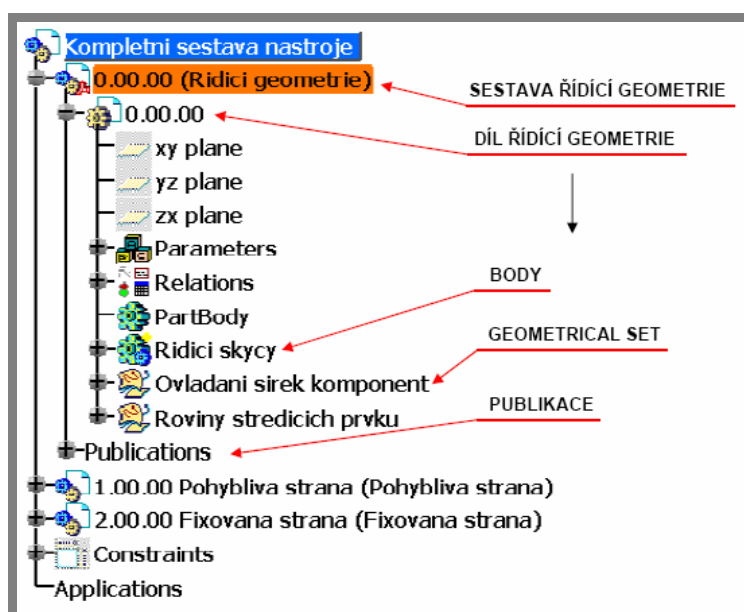 Kompletni sestava nastroje
0.00.00 (Ridici geometrie)
SESTAVA ŘÍDÍCÍ GEOMETRIE
0.00.00
DÍL ŘÍDÍCÍ GEOMETRIE
xy plane
yz plane
zx plane
Parameters
BODY
Relations
PartBody
GEOMETRICAL SET
Ridici skycy
Ovladani sirek komponent
PUBLIKACE
Roviny stredicich prvku
Publications
1.00.00 Pohybliva strana (Pohybliva strana)
2.00.00 Fixovana strana (Fixovana strana)
Constraints
Applications